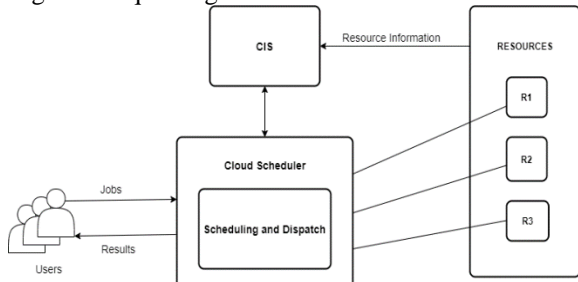 CIS
Resource Information
RESOURCES
R1
R2
R3
Cloud Scheduler
Scheduling and Dispatch
Jobs
Results
Users